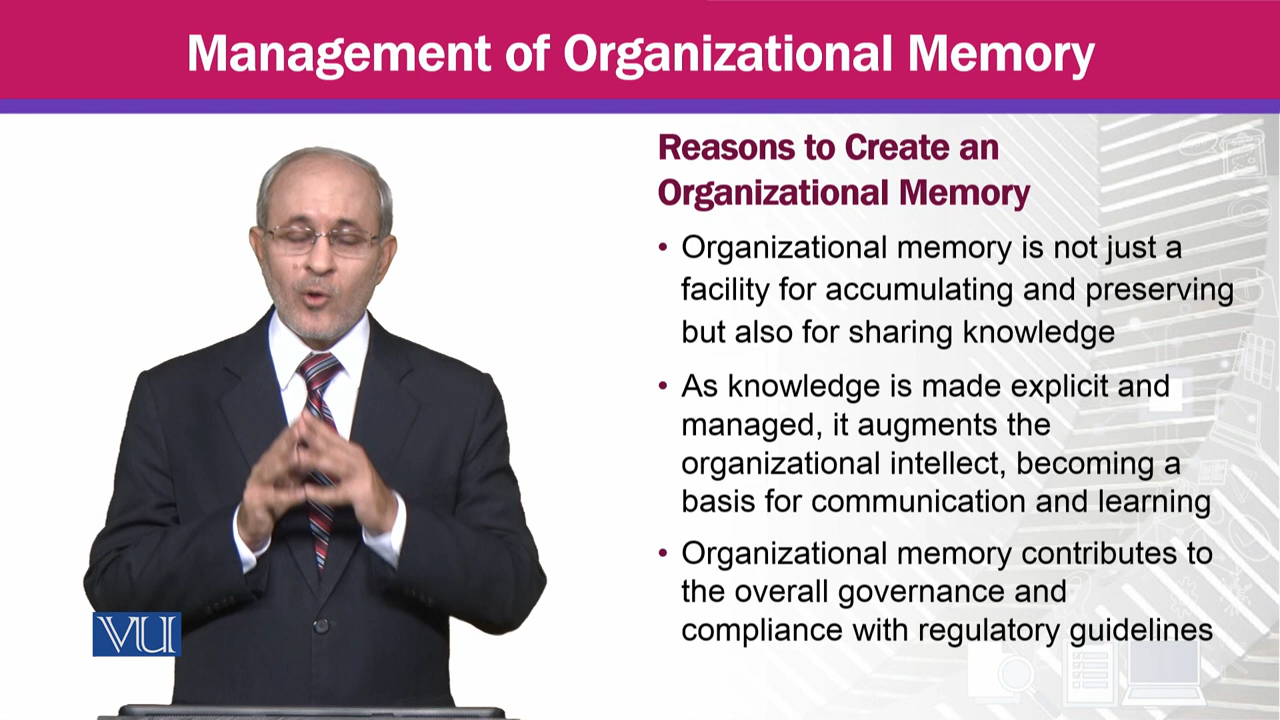 Management of Organizational Memory
Reasons to Create an
Organizational Memory
• Organizational memory is not just a
facility for accumulating and preserving
but also for sharing knowledge
• As knowledge is made explicit and
managed, it augments the
organizational intellect, becoming a
basis for communication and learning
• Organizational memory contributes to
the overall governance and
compliance with regulatory guidelines
VU